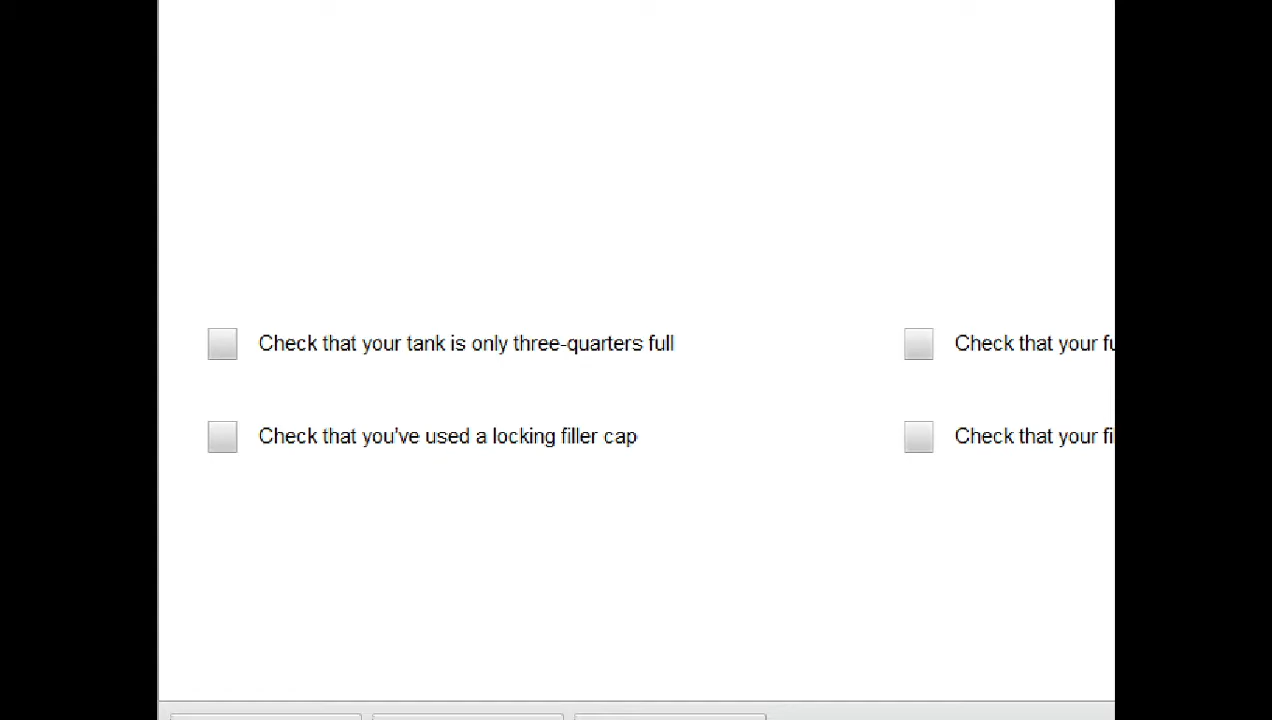 Check that your tank is only three-quarters full
Check that your
Check that you've used a locking filler cap
Check that your